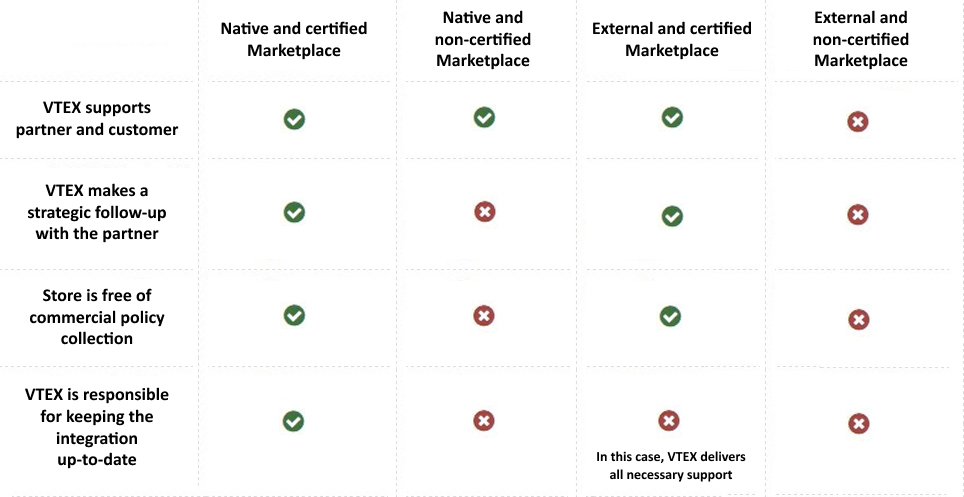 Native and certified
Marketplace
Native and
non-certified
Marketplace
External and certified
Marketplace
External and
non-certified
Marketplace
VTEX supports
partner and customer
VTEX makes a
strategic follow-up
with the partner
Store is free of
commercial policy
collection
VTEX is responsible
for keeping the
integration
up-to-date
In this case, VTEX delivers
all necessary support